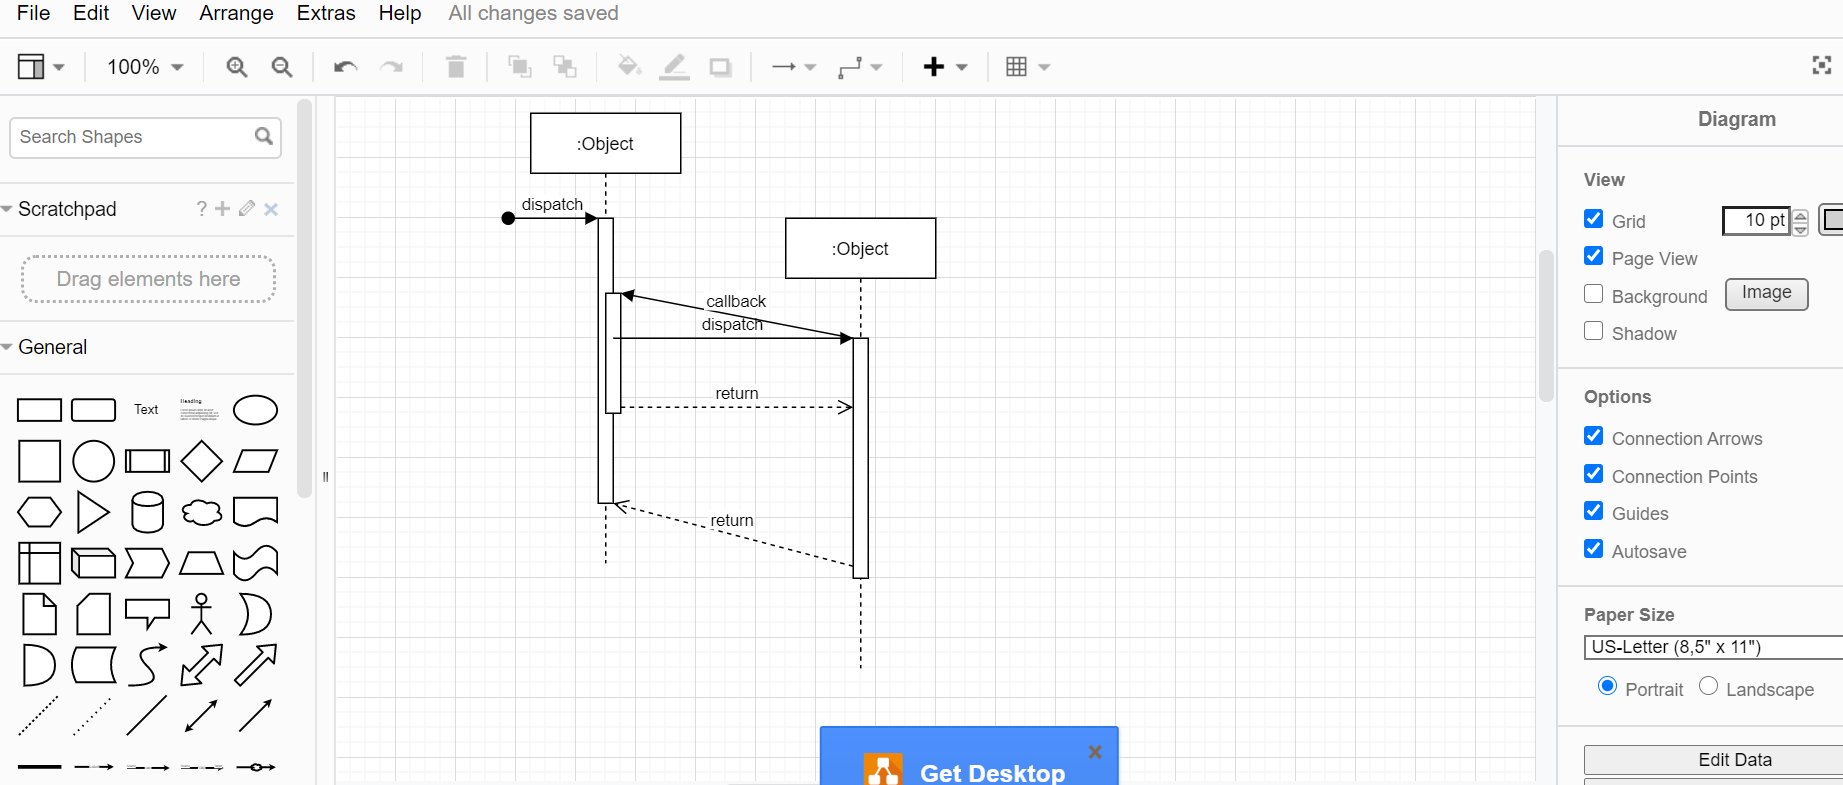 File Edit View Arrange Extras Help All changes saved
100%
Search Shapes
Scratchpad
?
Drag elements here
General
Text
Heading
:Object
dispatch
:Object
callback
dispatch
return
return
Get Desktop
Diagram
View
Grid 10 pt
Page View
Background Image
Shadow
Options
Connection Arrows
Connection Points
Guides
Autosave
Paper Size
US-Letter (8,5" x 11")
Portrait Landscape
Edit Data